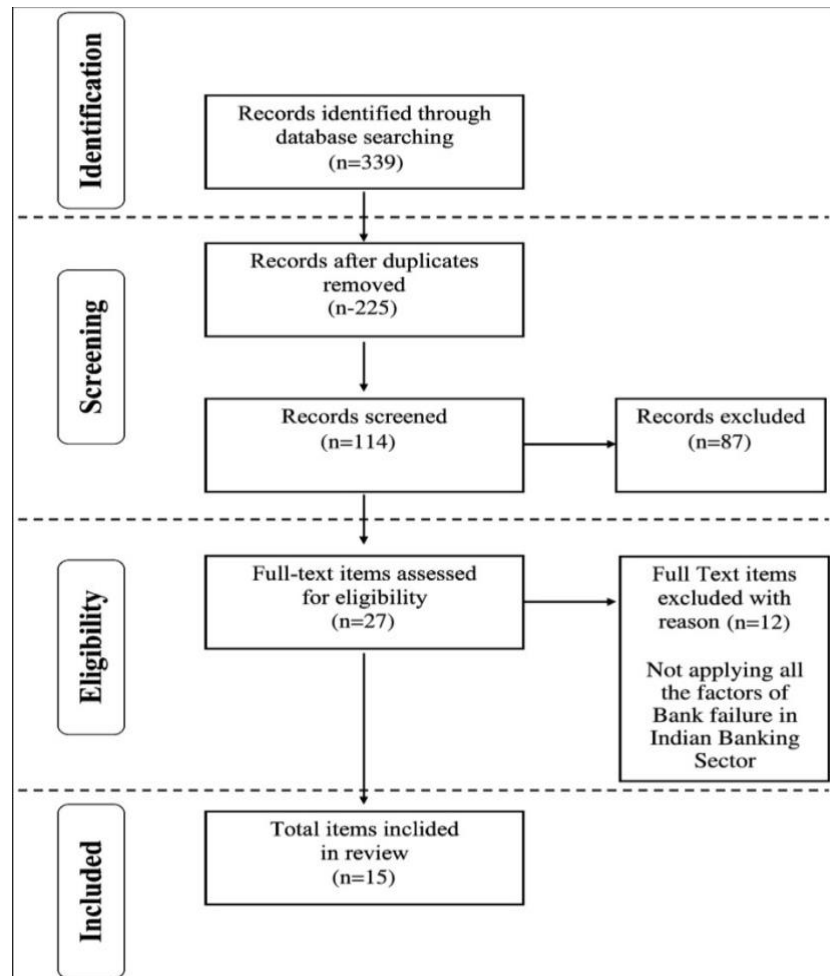 Identification
Records identified through
database searching
(n=339)
Screening
Records after duplicates
removed
(n-225)
Records screened
(n=114)
Records excluded
(n=87)
Eligibility
Full-text items assessed
for eligibility
(n=27)
Full Text items
excluded with
reason (n=12)
Not applying all
the factors of
Bank failure in
Indian Banking
Sector
Included
Total items inclided
in review
(n=15)